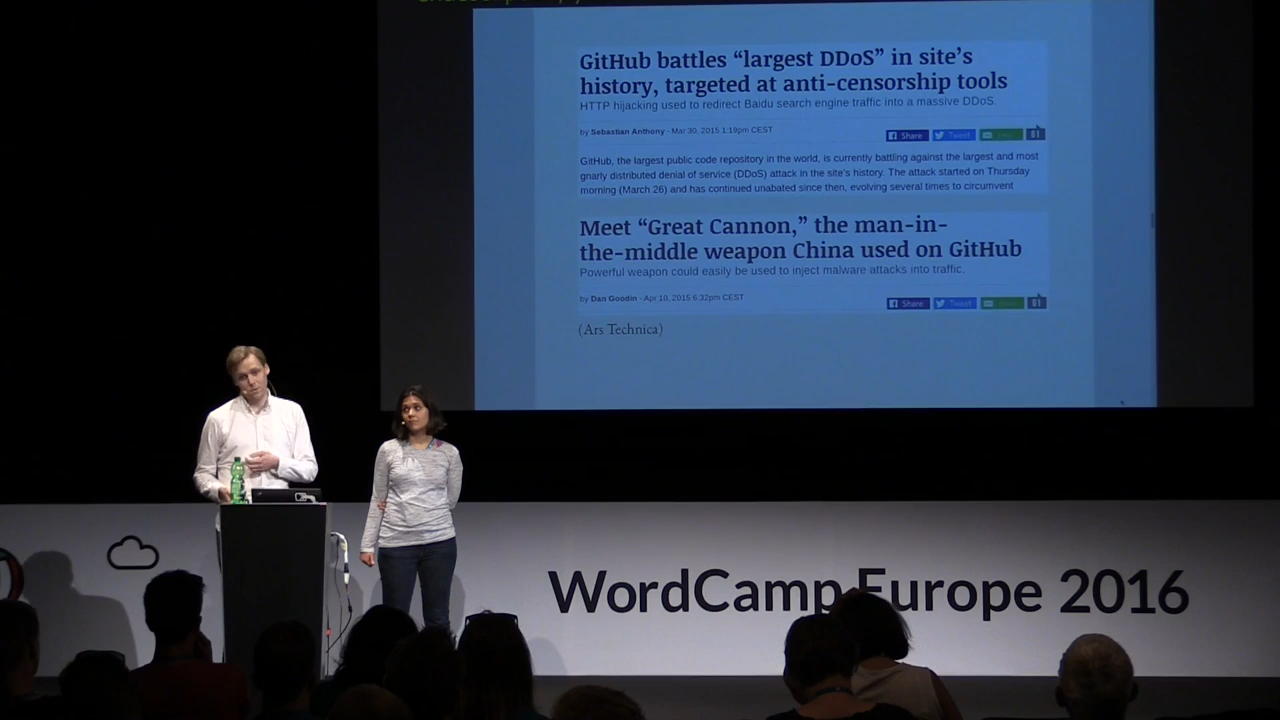 GitHub battles “largest DDoS” in site’s
history, targeted at anti-censorship tools
HTTP hijacking used to redirect Baidu search engine traffic into a massive DDoS.
by Sebastian Anthony - Mar 30, 2015 1:19pm CEST
Share Tweet 81
GitHub, the largest public code repository in the world, is currently battling against the largest and most
gnarly distributed denial of service (DDoS) attack in the site's history. The attack started on Thursday
morning (March 26) and has continued unabated since then, evolving several times to circumvent
Meet “Great Cannon,” the man-in-
the-middle weapon China used on GitHub
Powerful weapon could easily be used to inject malware attacks into traffic.
by Dan Goodin - Apr 10, 2015 6:32pm CEST
Share Tweet 81
(Ars Technica)
WordCamp Europe 2016